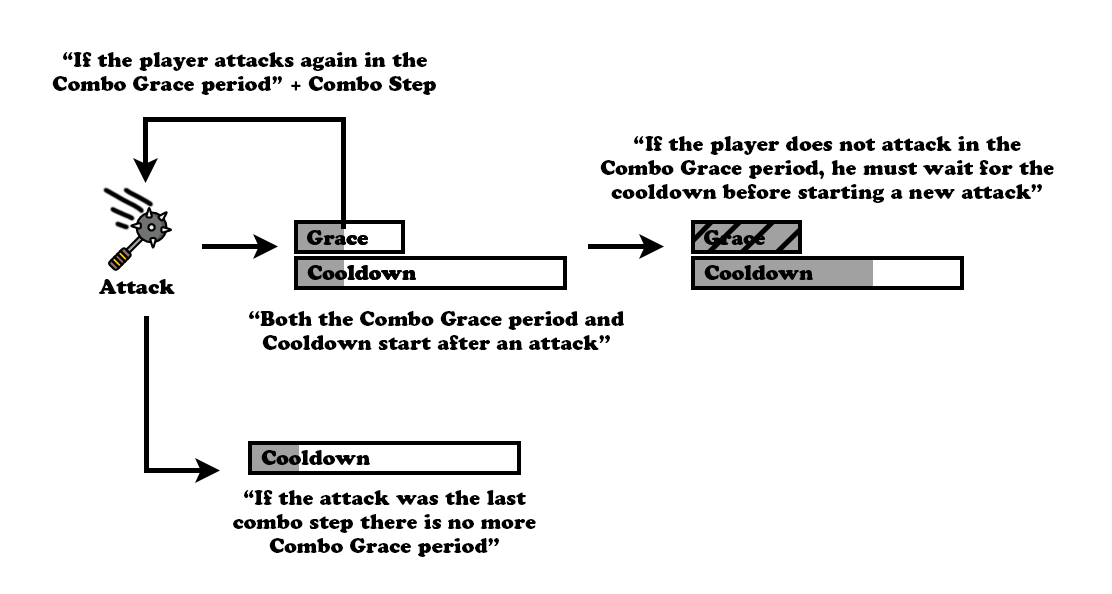 “If the player attacks again in the
Combo Grace period” + Combo Step
“If the player does not attack in the
Combo Grace period, he must wait for the
cooldown before starting a new attack”
Attack
Grace
Cooldown
Grace
Cooldown
“Both the Combo Grace period and
Cooldown start after an attack”
Cooldown
“If the attack was the last
combo step there is no more
Combo Grace period”